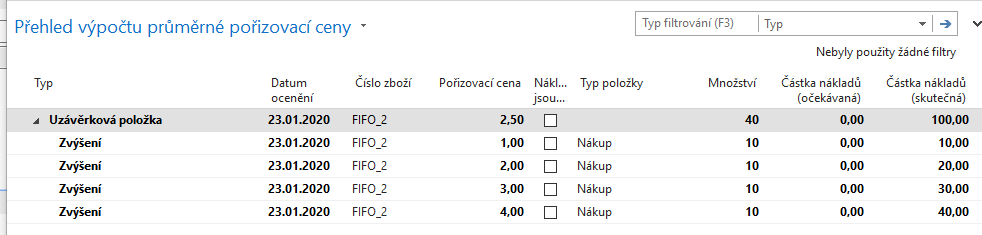 Přehled výpočtu průměrné pořizovací ceny
Typ filtrování (F3) Typ
Nebyly použity žádné filtry
Typ Datum ocenění Číslo zboží Pořizovací cena Nákl... jsou... Typ položky Množství Částka nákladů (očekávaná) Částka nákladů (skutečná)
Uzávěrková položka 23.01.2020 FIFO_2 2,50 40 0,00 100,00
Zvýšení 23.01.2020 FIFO_2 1,00 Nákup 10 0,00 10,00
Zvýšení 23.01.2020 FIFO_2 2,00 Nákup 10 0,00 20,00
Zvýšení 23.01.2020 FIFO_2 3,00 Nákup 10 0,00 30,00
Zvýšení 23.01.2020 FIFO_2 4,00 Nákup 10 0,00 40,00